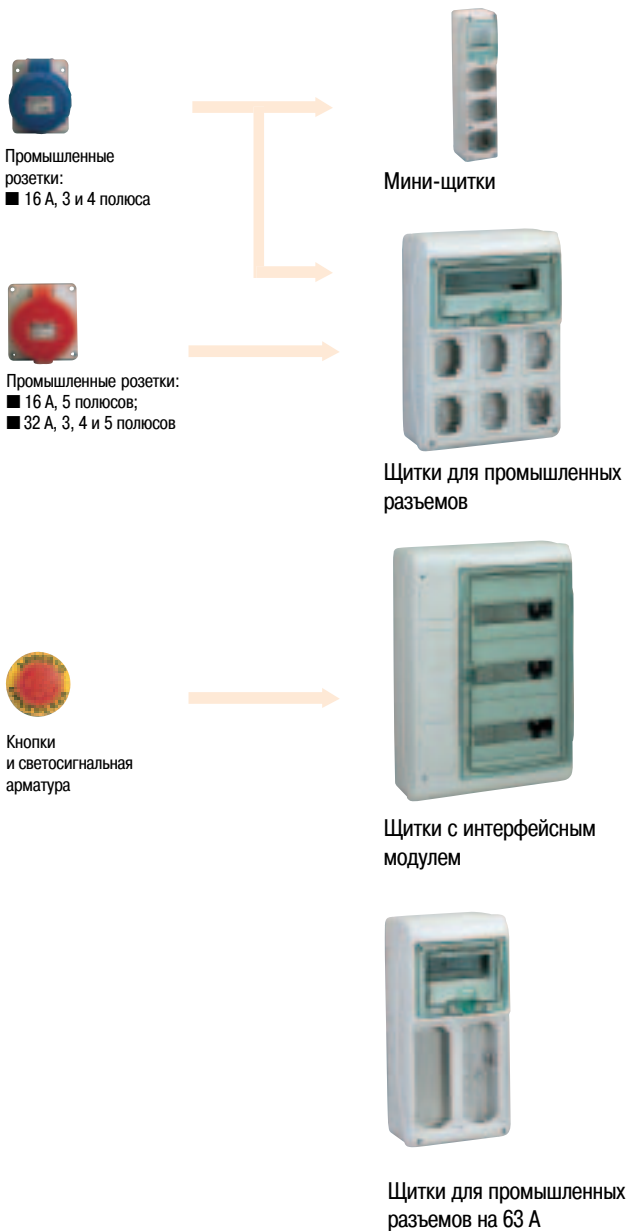 Промышленные
розетки:
■ 16 А, 3 и 4 полюса
Мини-щитки
Промышленные розетки:
■ 16 А, 5 полюсов;
■ 32 А, 3, 4 и 5 полюсов
Щитки для промышленных
разъемов
Кнопки
и светосигнальная
арматура
Щитки с интерфейсным
модулем
Щитки для промышленных
разъемов на 63 А